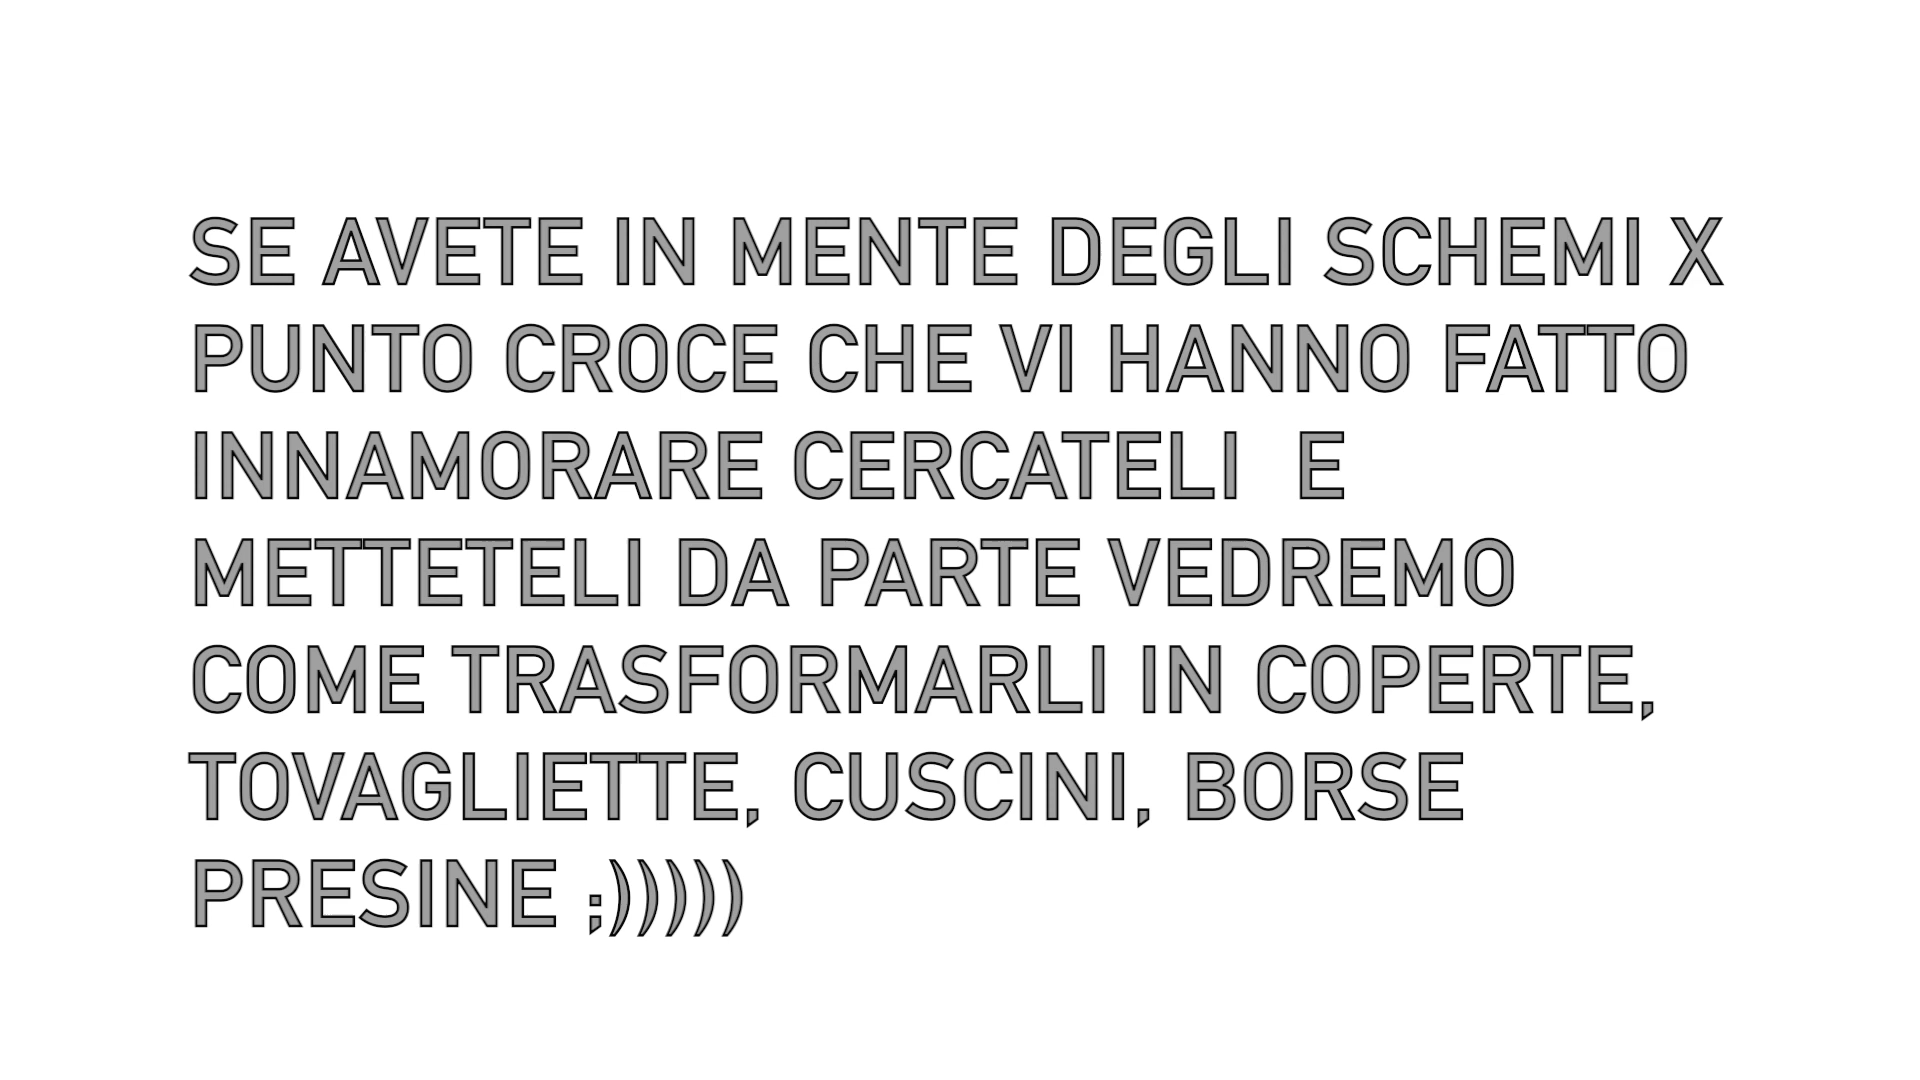 SE AVETE IN MENTE DEGLI SCHEMI X
PUNTO CROCE CHE VI HANNO FATTO
INNAMORARE CERCATELI  E
METTETELI DA PARTE VEDREMO
COME TRASFORMARLI IN COPERTE,
TOVAGLIETTE, CUSCINI, BORSE
PRESINE ;)))))